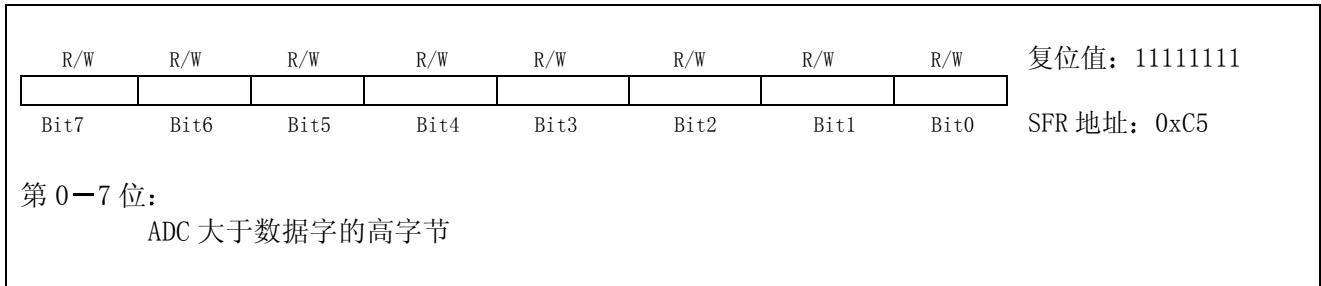 R/W R/W R/W R/W R/W R/W R/W R/W 复位值：11111111
Bit7 Bit6 Bit5 Bit4 Bit3 Bit2 Bit1 Bit0 SFR 地址：0xC5
第 0－7 位：
ADC 大于数据字的高字节